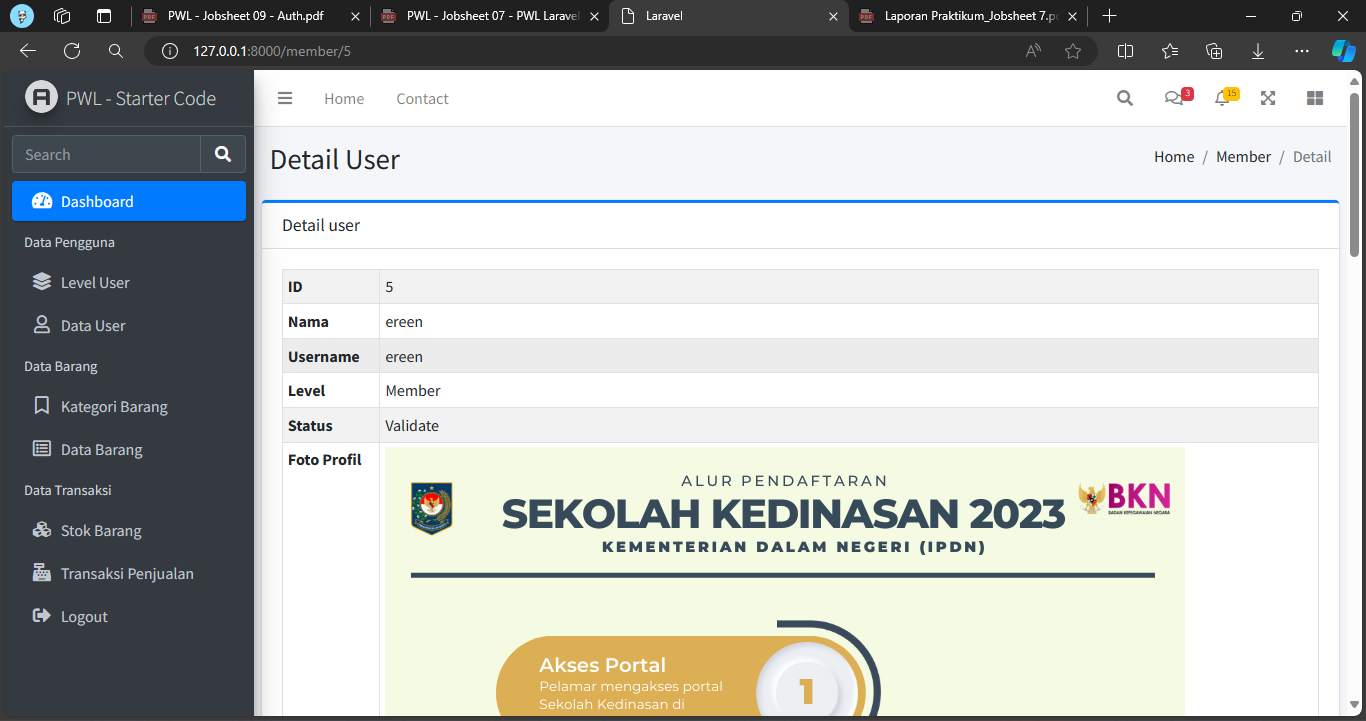 PWL - Jobsheet 09 - Auth.pdf
PWL - Jobsheet 07 - PWL Laravel
Laravel
Laporan Praktikum_Jobsheet 7.pd
127.0.0.1:8000/member/5
PWL - Starter Code
Home
Contact
3
15
Search
Detail User
Home / Member / Detail
Dashboard
Data Pengguna
Level User
Data User
Data Barang
Kategori Barang
Data Barang
Data Transaksi
Stok Barang
Transaksi Penjualan
Logout
Detail user
ID 5
Nama ereen
Username ereen
Level Member
Status Validate
Foto Profil
ALUR PENDAFTARAN
SEKOLAH KEDINASAN 2023
KEMENTERIAN DALAM NEGERI (IPDN)
BKN
BADAN KEPEGAWAIAN NEGARA
Akses Portal
Pelamar mengakses portal
Sekolah Kedinasan di
1